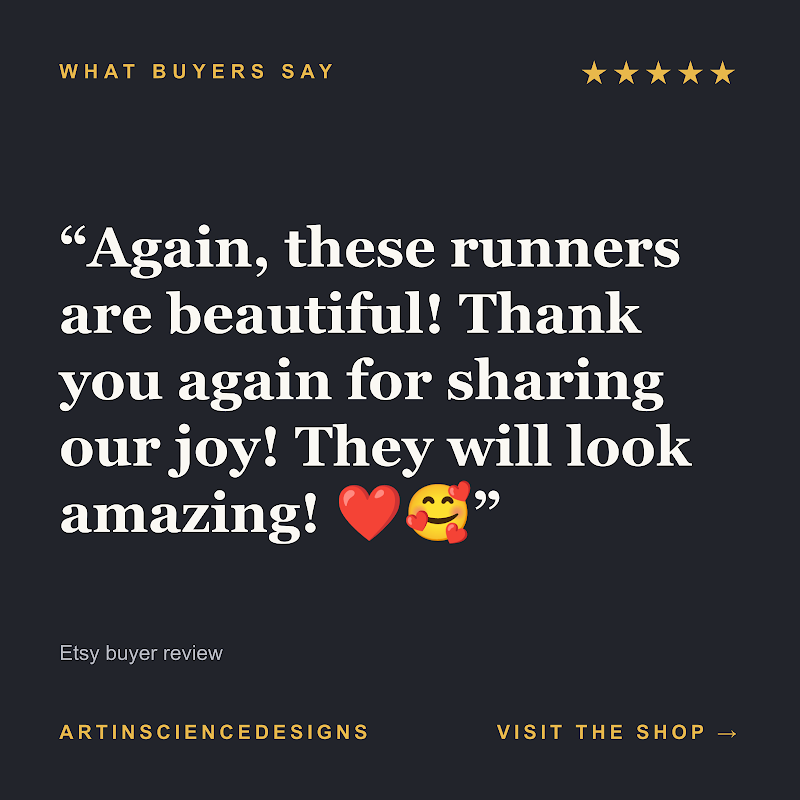 WHAT BUYERS SAY ★★★★★
“Again, these runners
are beautiful! Thank
you again for sharing
our joy! They will look
amazing! ❤️🥰”
Etsy buyer review
ARTINSCIENCEDESIGNS VISIT THE SHOP →